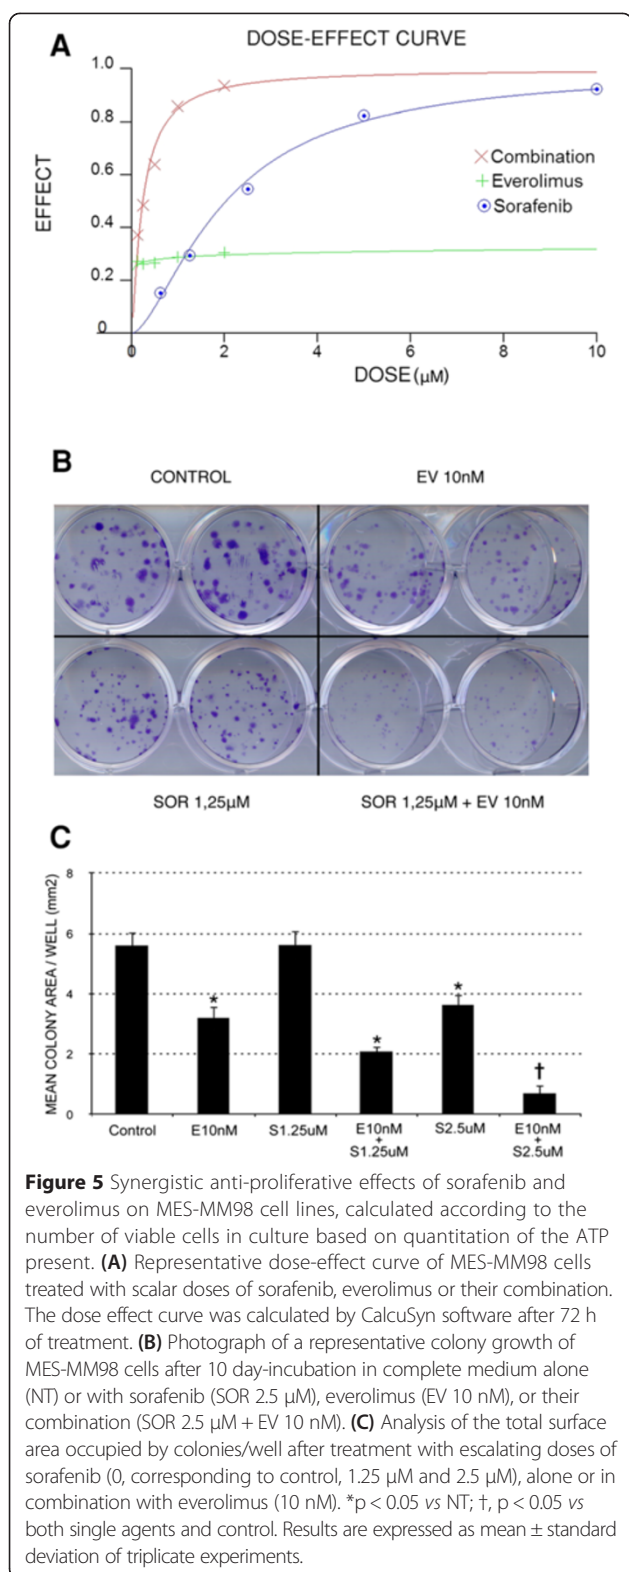 A
DOSE-EFFECT CURVE
1.0
0.8
0.6
0.4
0.2
0
EFFECT
Combination
Everolimus
Sorafenib
0 2 4 6 8 10
DOSE (μM)
B
CONTROL EV 10nM
SOR 1,25μM SOR 1,25μM + EV 10nM
C
MEAN COLONY AREA / WELL (mm2)
8
6
4
2
0
* * * †
Control E10nM S1.25uM E10nM + S1.25uM S2.5uM E10nM + S2.5uM
Figure 5 Synergistic anti-proliferative effects of sorafenib and
everolimus on MES-MM98 cell lines, calculated according to the
number of viable cells in culture based on quantitation of the ATP
present. (A) Representative dose-effect curve of MES-MM98 cells
treated with scalar doses of sorafenib, everolimus or their combination.
The dose effect curve was calculated by CalcuSyn software after 72 h
of treatment. (B) Photograph of a representative colony growth of
MES-MM98 cells after 10 day-incubation in complete medium alone
(NT) or with sorafenib (SOR 2.5 μM), everolimus (EV 10 nM), or their
combination (SOR 2.5 μM + EV 10 nM). (C) Analysis of the total surface
area occupied by colonies/well after treatment with escalating doses of
sorafenib (0, corresponding to control, 1.25 μM and 2.5 μM), alone or in
combination with everolimus (10 nM). *p < 0.05 vs NT; †, p < 0.05 vs
both single agents and control. Results are expressed as mean ± standard
deviation of triplicate experiments.